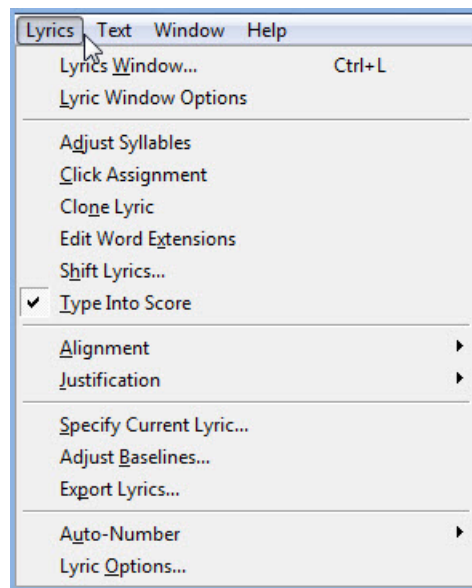 Lyrics Text Window Help
Lyrics Window... Ctrl+L
Lyric Window Options
Adjust Syllables
Click Assignment
Clone Lyric
Edit Word Extensions
Shift Lyrics...
Type Into Score
Alignment
Justification
Specify Current Lyric...
Adjust Baselines...
Export Lyrics...
Auto-Number
Lyric Options...